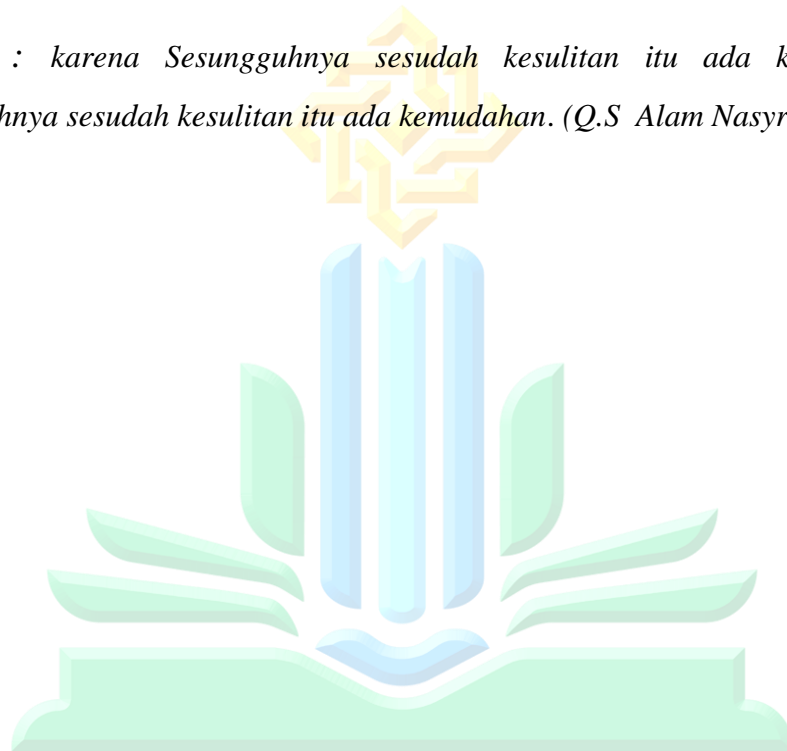 : karena Sesungguhnya sesudah kesulitan itu ada k
hnya sesudah kesulitan itu ada kemudahan. (Q.S Alam Nasyr